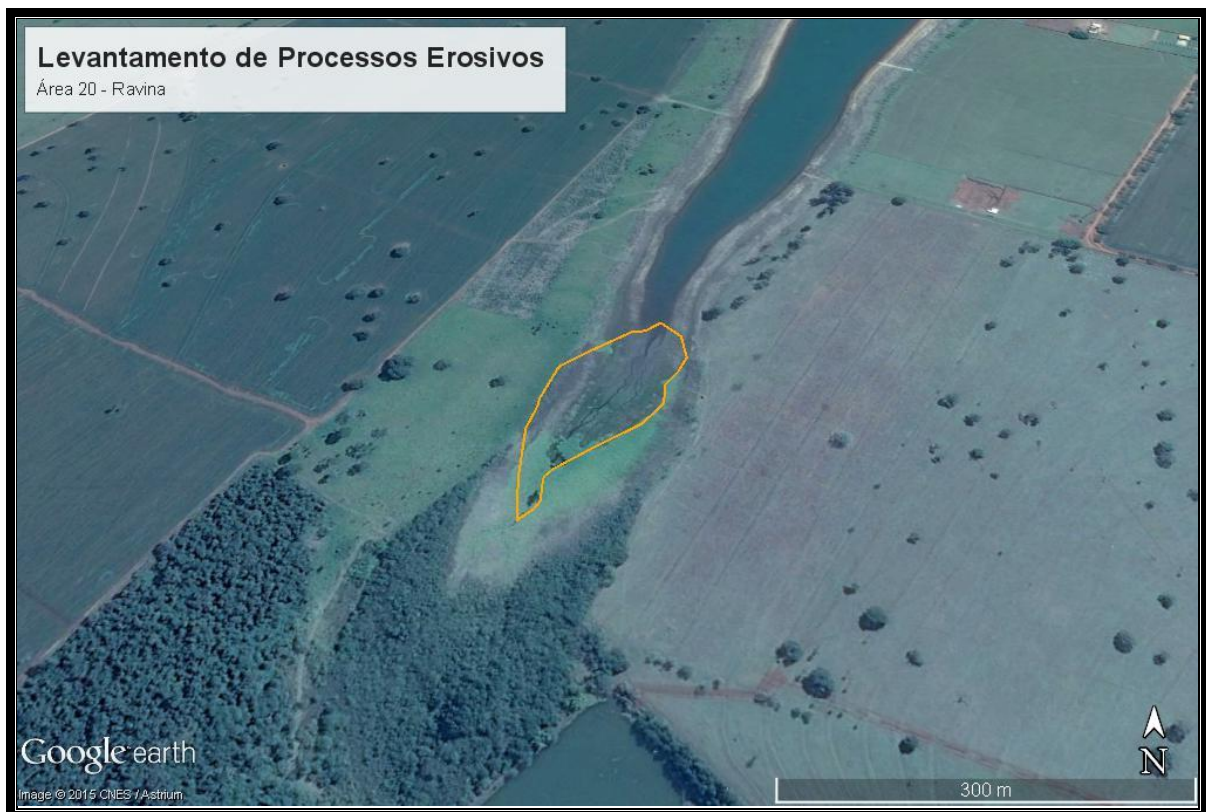 Levantamento de Processos Erosivos
Área 20 - Ravina
Google earth
Image © 2015 CNES / Astrium
N
300 m